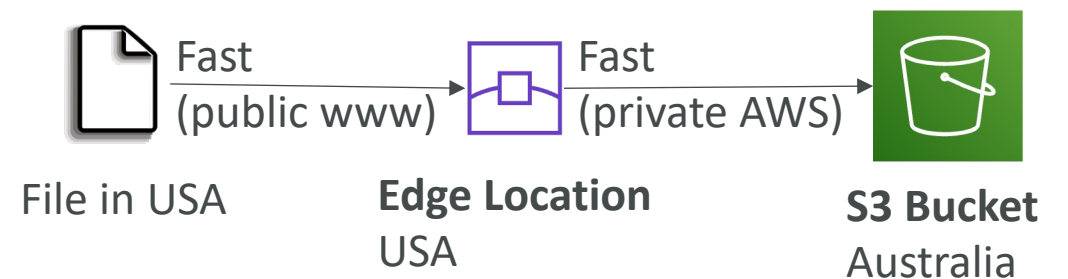 Fast
(public www)
Fast
(private AWS)
File in USA
Edge Location
USA
S3 Bucket
Australia